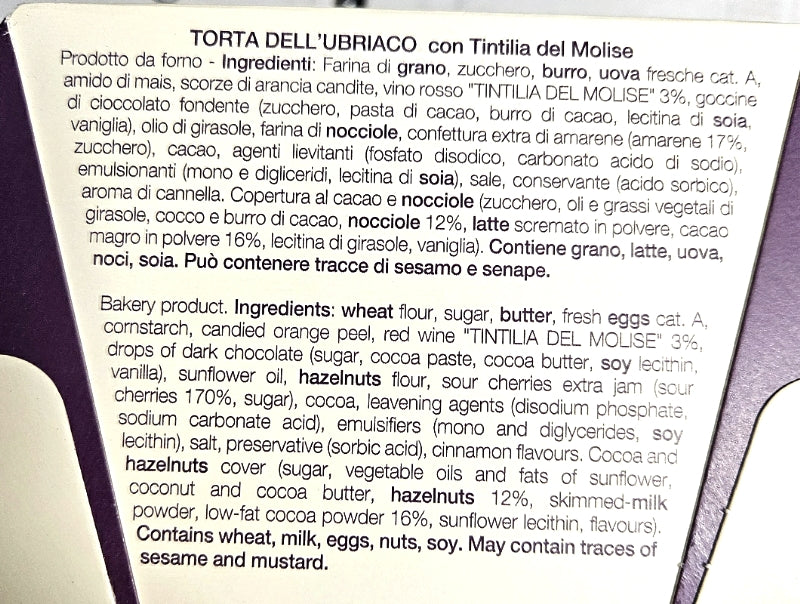 TORTA DELL'UBRIACO con Tintilia del Molise
Prodotto da forno - Ingredienti: Farina di grano, zucchero, burro, uova fresche cat. A,
amido di mais, scorze di arancia candite, vino rosso "TINTILIA DEL MOLISE" 3%, goccine
di cioccolato fondente (zucchero, pasta di cacao, burro di cacao, lecitina di soia,
vaniglia), olio di girasole, farina di nocciole, confettura extra di amarene (amarene 17%,
zucchero), cacao, agenti lievitanti (fosfato disodico, carbonato acido di sodio),
emulsionanti (mono e digliceridi, lecitina di soia), sale, conservante (acido sorbico),
aroma di cannella. Copertura al cacao e nocciole (zucchero, oli e grassi vegetali di
girasole, cocco e burro di cacao, nocciole 12%, latte scremato in polvere, cacao
magro in polvere 16%, lecitina di girasole, vaniglia). Contiene grano, latte, uova,
noci, soia. Può contenere tracce di sesamo e senape.
Bakery product. Ingredients: wheat flour, sugar, butter, fresh eggs cat. A,
cornstarch, candied orange peel, red wine "TINTILIA DEL MOLISE" 3%,
drops of dark chocolate (sugar, cocoa paste, cocoa butter, soy lecithin,
vanilla), sunflower oil, hazelnuts flour, sour cherries extra jam (sour
cherries 170%, sugar), cocoa, leavening agents (disodium phosphate,
sodium carbonate acid), emulsifiers (mono and diglycerides, soy
lecithin), salt, preservative (sorbic acid), cinnamon flavours. Cocoa and
hazelnuts cover (sugar, vegetable oils and fats of sunflower,
coconut and cocoa butter, hazelnuts 12%, skimmed-milk
powder, low-fat cocoa powder 16%, sunflower lecithin, flavours).
Contains wheat, milk, eggs, nuts, soy. May contain traces of
sesame and mustard.